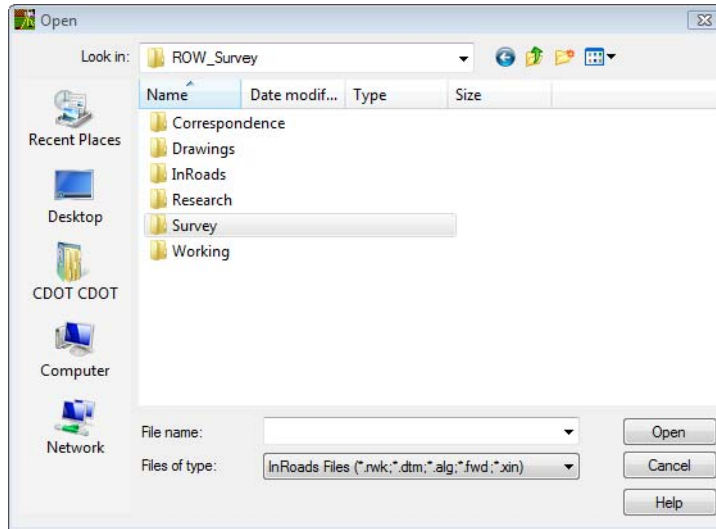 Open
Look in: ROW_Survey
Name Date modif... Type Size
Correspondence
Drawings
InRoads
Research
Survey
Working
Recent Places
Desktop
CDOT CDOT
Computer
Network
File name: Open
Files of type: InRoads Files (*.rwk;*.dtm;*.alg;*.fwd;*.xin) Cancel
Help